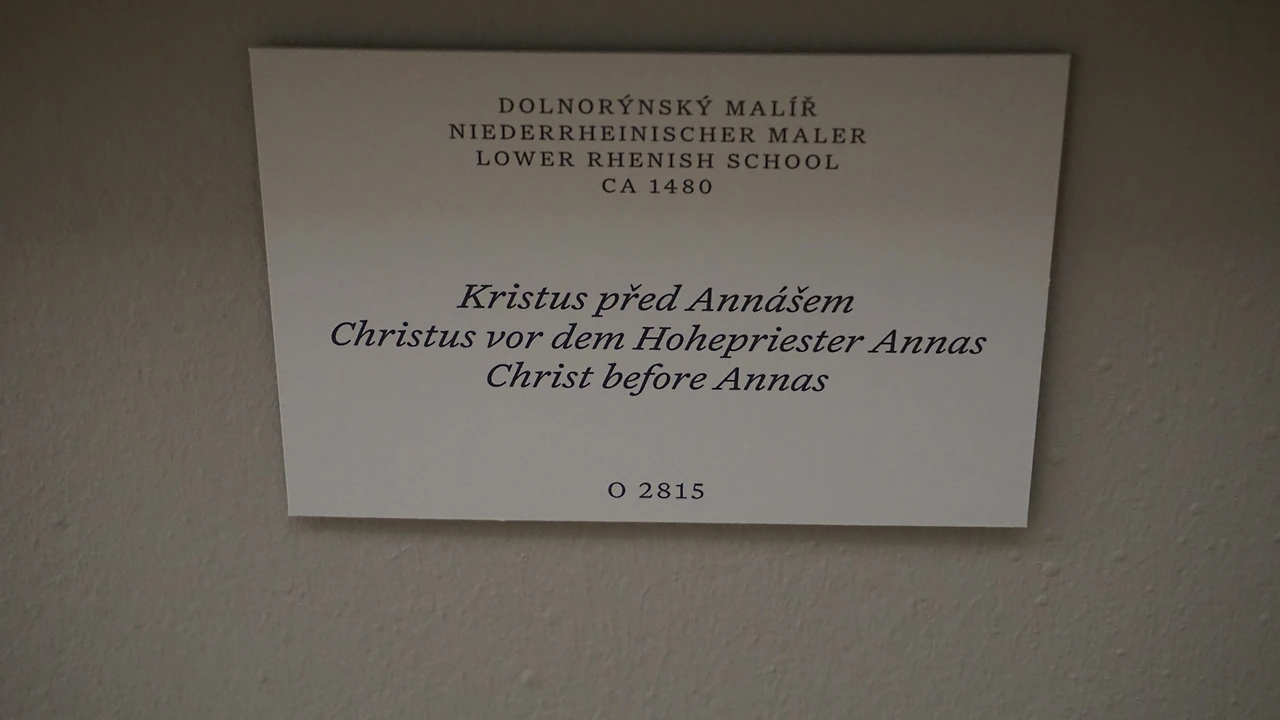 DOLNORÝNSKÝ MALÍŘ
NIEDERRHEINISCHER MALER
LOWER RHENISH SCHOOL
CA 1480
Kristus před Annášem
Christus vor dem Hohepriester Annas
Christ before Annas
O 2815